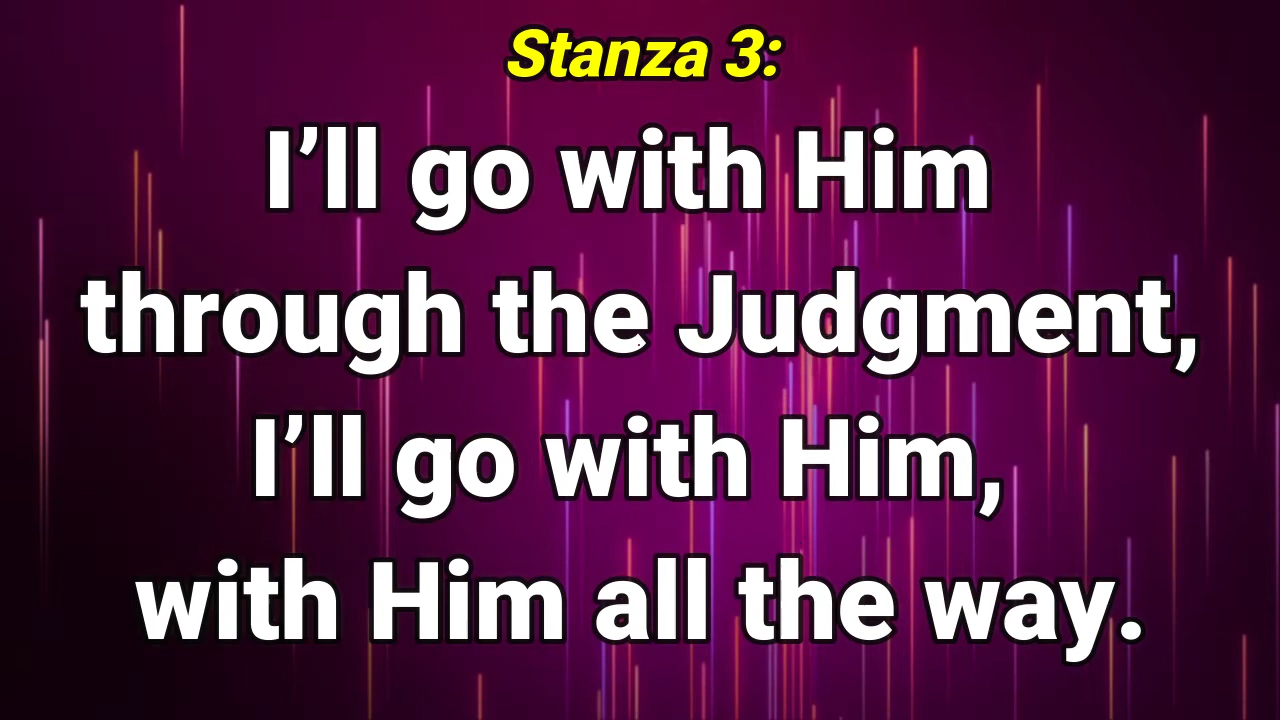 Stanza 3:
I’ll go with Him
through the Judgment,
I’ll go with Him,
with Him all the way.